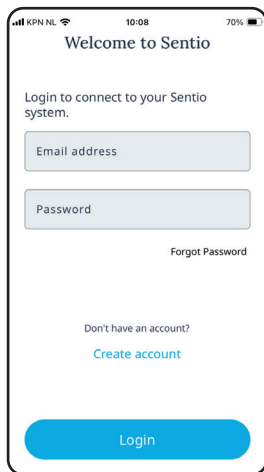 KPN NL 10:08 70%
Welcome to Sentio
Login to connect to your Sentio
system.
Email address
Password
Forgot Password
Don't have an account?
Create account
Login